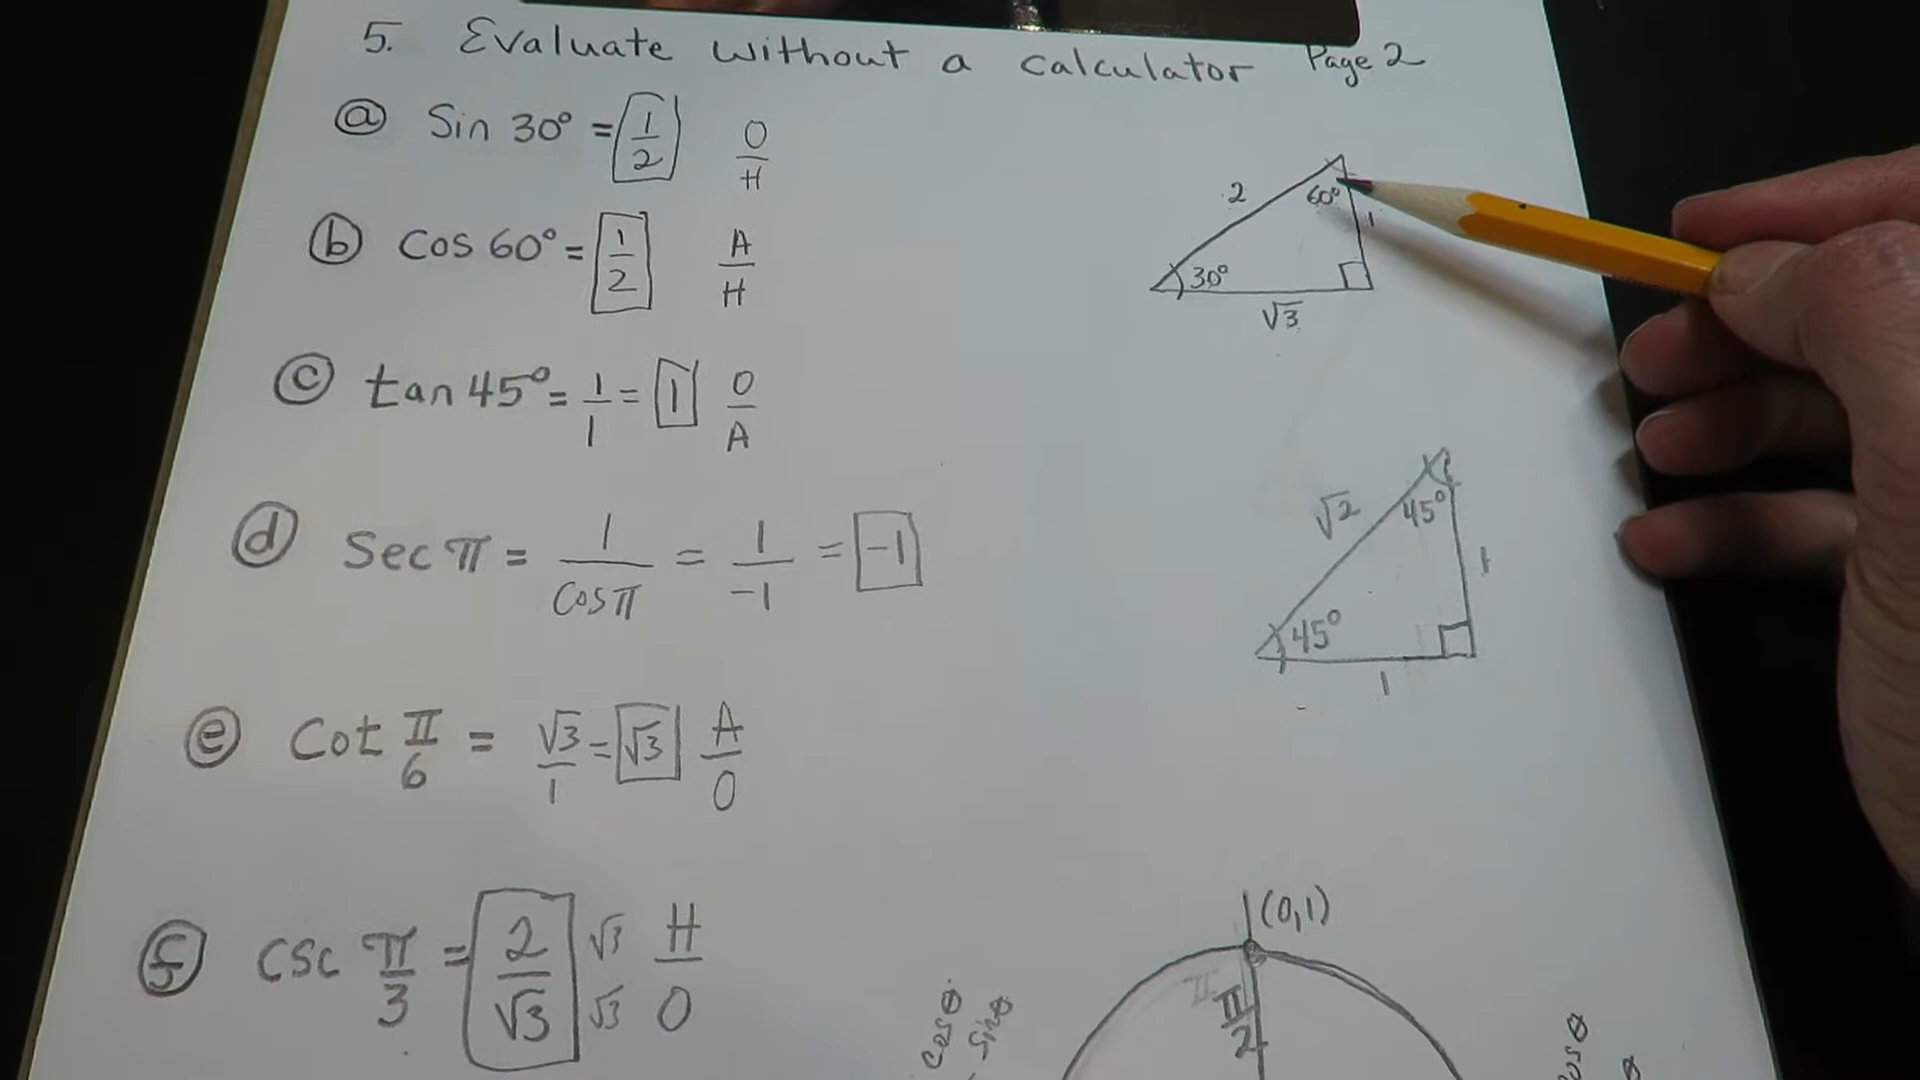 5. Evaluate without a calculator Page 2
ⓐ Sin 30° = 1/2 O/H
ⓑ Cos 60° = 1/2 A/H
ⓒ tan 45° = 1/1 = 1 O/A
ⓓ Sec π = 1/cos π = 1/-1 = -1
ⓔ Cot π/6 = √3/1 = √3 A/O
ⓕ csc π/3 = 2/√3 √3/√3 H/O
2
60°
1
30°
√3
√2
45°
1
45°
1
(0,1)
π/2
cosθ
sinθ